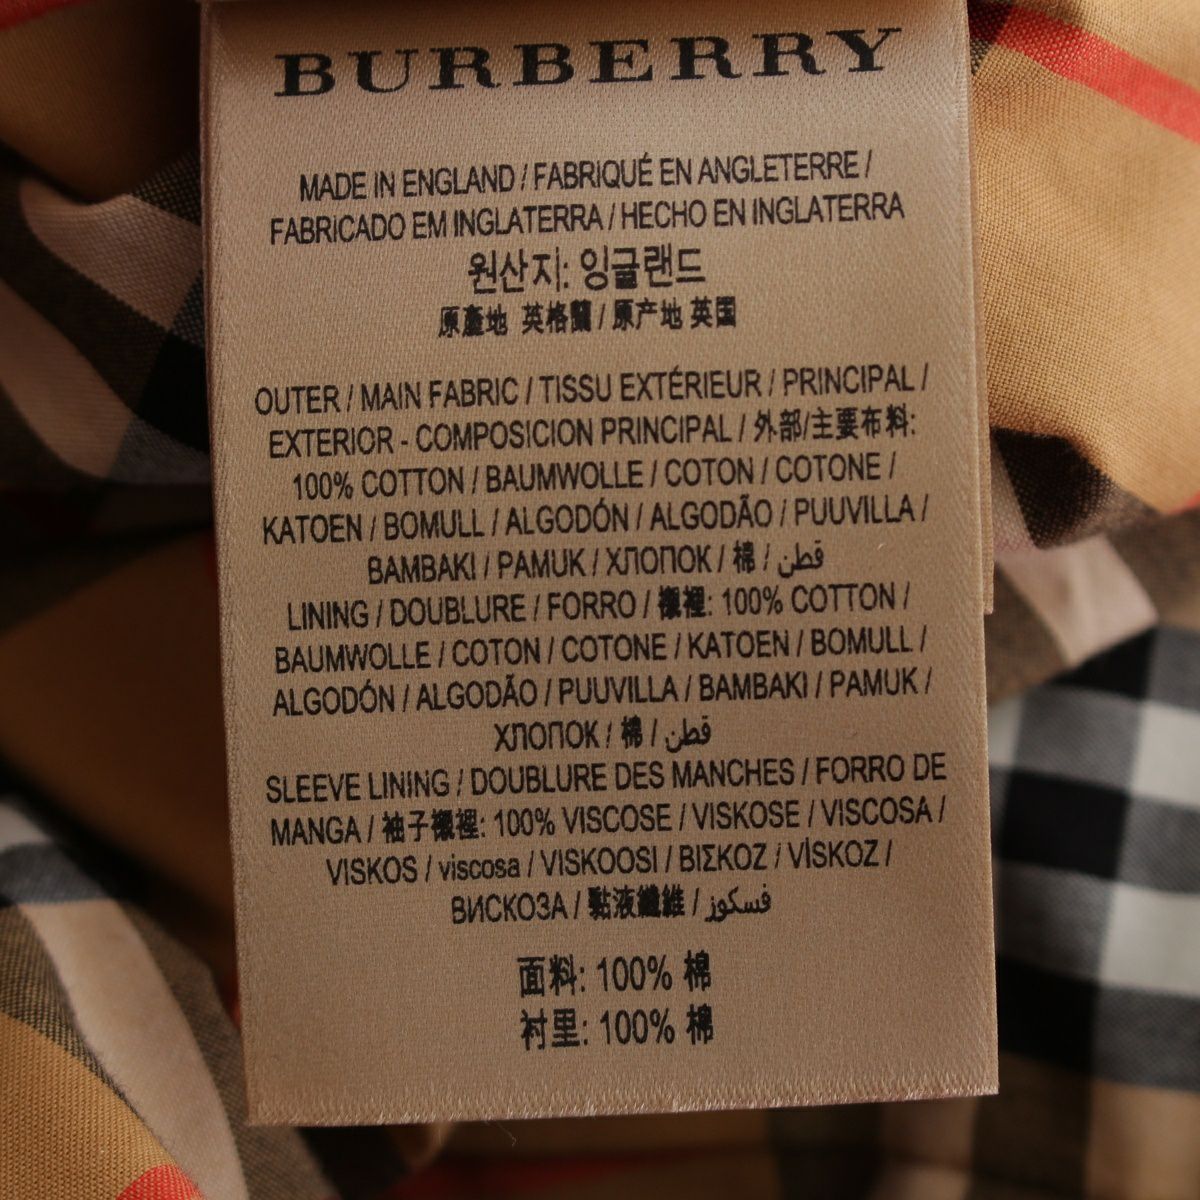 BURBERRY
MADE IN ENGLAND / FABRIQUÉ EN ANGLETERRE /
FABRICADO EM INGLATERRA / HECHO EN INGLATERRA
원산지: 잉글랜드
原產地 英格蘭 / 原产地 英国
OUTER / MAIN FABRIC / TISSU EXTÉRIEUR / PRINCIPAL /
EXTERIOR - COMPOSICION PRINCIPAL / 外部/主要布料:
100% COTTON / BAUMWOLLE / COTON / COTONE /
KATOEN / BOMULL / ALGODÓN / ALGODÃO / PUUVILLA /
BAMBAKI / PAMUK / ХЛОПОК / 棉 / قطن
LINING / DOUBLURE / FORRO / 襯裡: 100% COTTON /
BAUMWOLLE / COTON / COTONE / KATOEN / BOMULL /
ALGODÓN / ALGODÃO / PUUVILLA / BAMBAKI / PAMUK /
ХЛОПОК / 棉 / قطن
SLEEVE LINING / DOUBLURE DES MANCHES / FORRO DE
MANGA / 袖子襯裡: 100% VISCOSE / VISKOSE / VISCOSA /
VISKOS / viscosa / VISKOOSI / ΒΙΣΚΟΖ / VİSKOZ /
ВИСКОЗА / 黏液纖維 / فسكوز
面料: 100% 棉
衬里: 100% 棉